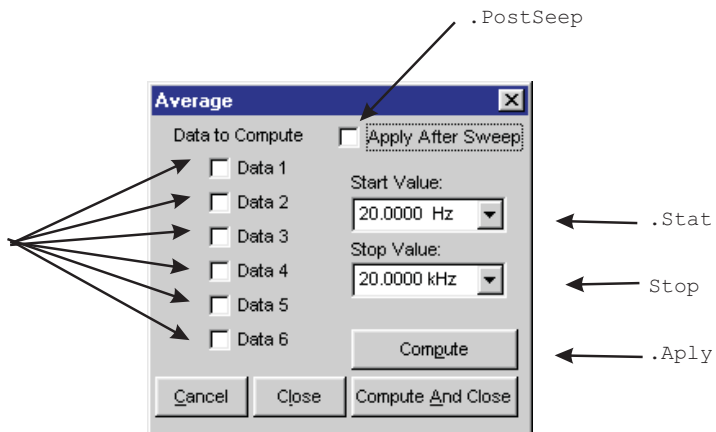 .PostSeep
Average
Data to Compute
Apply After Sweep
Data 1
Data 2
Data 3
Data 4
Data 5
Data 6
Start Value:
20.0000 Hz
.Stat
Stop Value:
20.0000 kHz
Stop
Compute
.Aply
Cancel
Close
Compute And Close